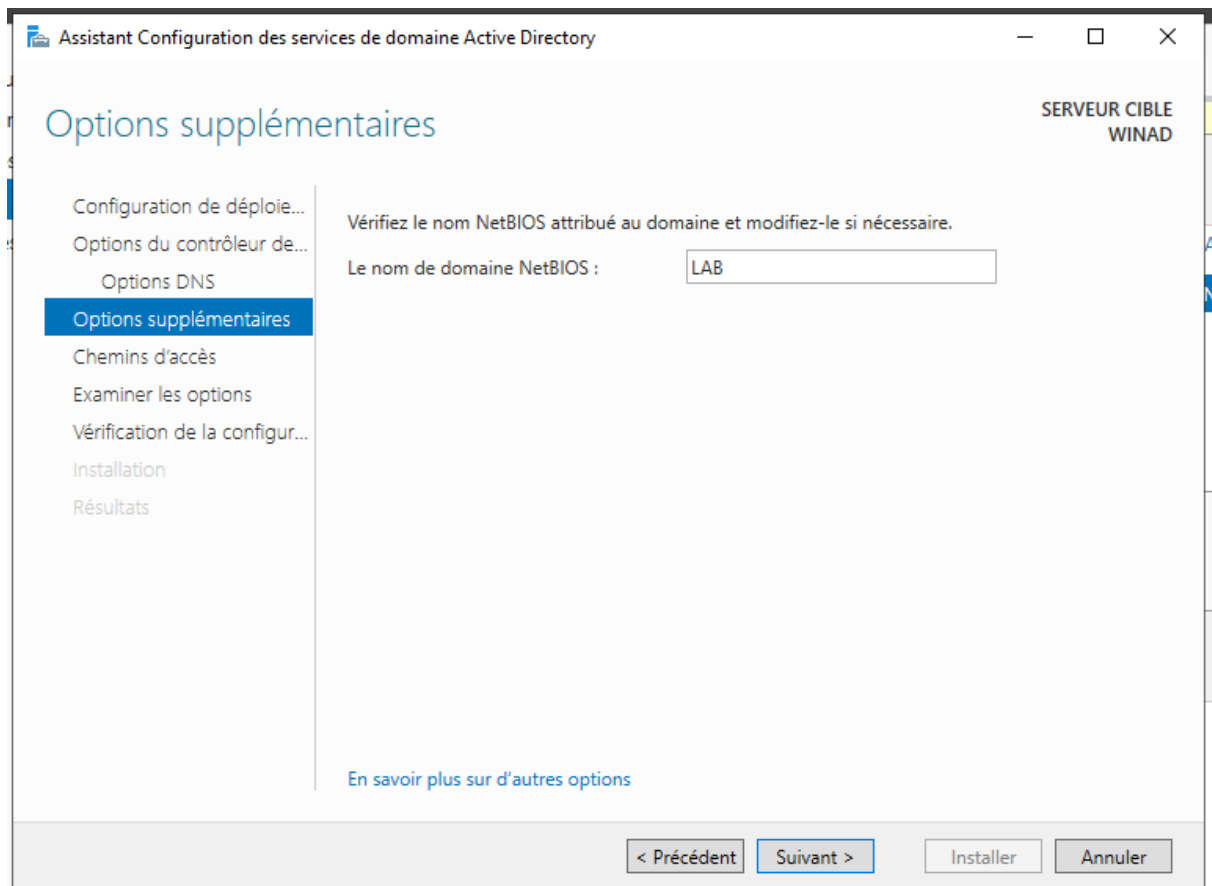 Assistant Configuration des services de domaine Active Directory
Options supplémentaires
SERVEUR CIBLE
WINAD
Configuration de déploie...
Options du contrôleur de...
Options DNS
Options supplémentaires
Chemins d'accès
Examiner les options
Vérification de la configur...
Installation
Résultats
Vérifiez le nom NetBIOS attribué au domaine et modifiez-le si nécessaire.
Le nom de domaine NetBIOS : LAB
En savoir plus sur d'autres options
< Précédent Suivant > Installer Annuler